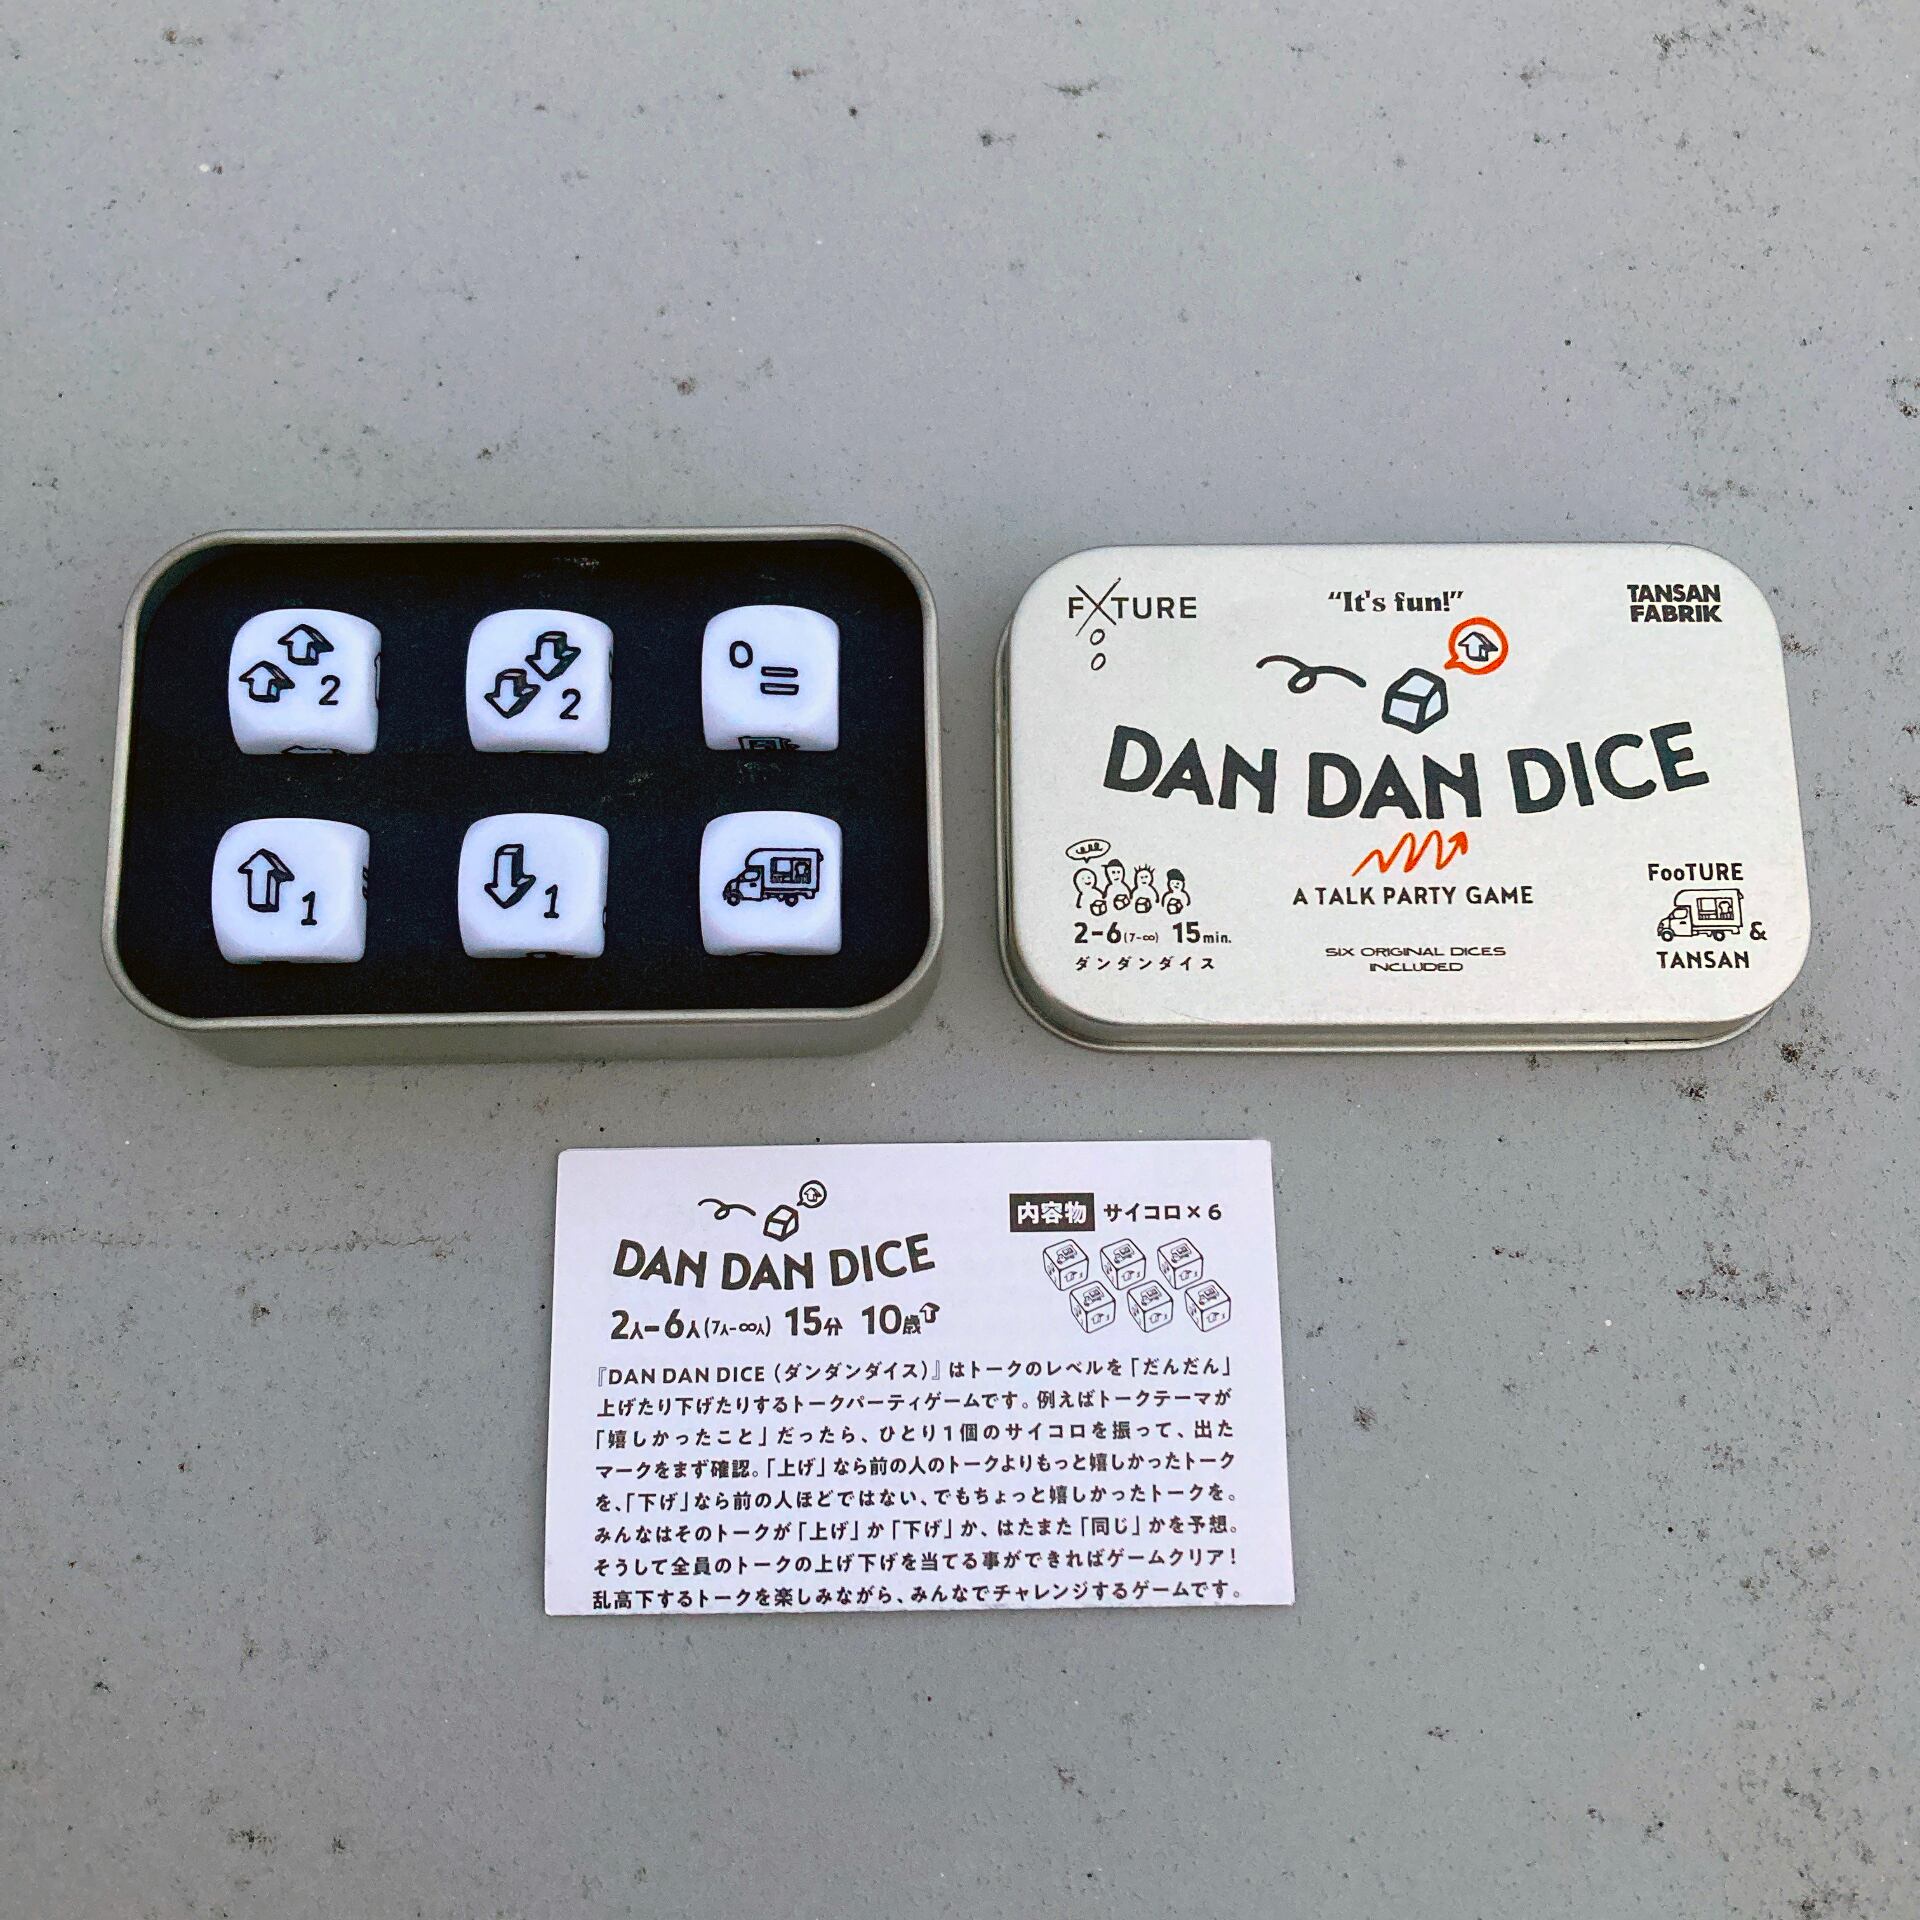 2
2
0 =
1
1
FXTURE
“It's fun!”
TANSAN
FABRIK
DAN DAN DICE
A TALK PARTY GAME
2-6(7-∞) 15min.
ダンダンダイス
SIX ORIGINAL DICES
INCLUDED
FooTURE
&
TANSAN
DAN DAN DICE
2人-6人(7人-∞人) 15分 10歳
内容物 サイコロ×6
『DAN DAN DICE(ダンダンダイス)』はトークのレベルを「だんだん」
上げたり下げたりするトークパーティゲームです。例えばトークテーマが
「嬉しかったこと」だったら、ひとり1個のサイコロを振って、出た
マークをまず確認。「上げ」なら前の人のトークよりもっと嬉しかったトーク
を、「下げ」なら前の人ほどではない、でもちょっと嬉しかったトークを。
みんなはそのトークが「上げ」か「下げ」か、はたまた「同じ」かを予想。
そうして全員のトークの上げ下げを当てる事ができればゲームクリア!
乱高下するトークを楽しみながら、みんなでチャレンジするゲームです。